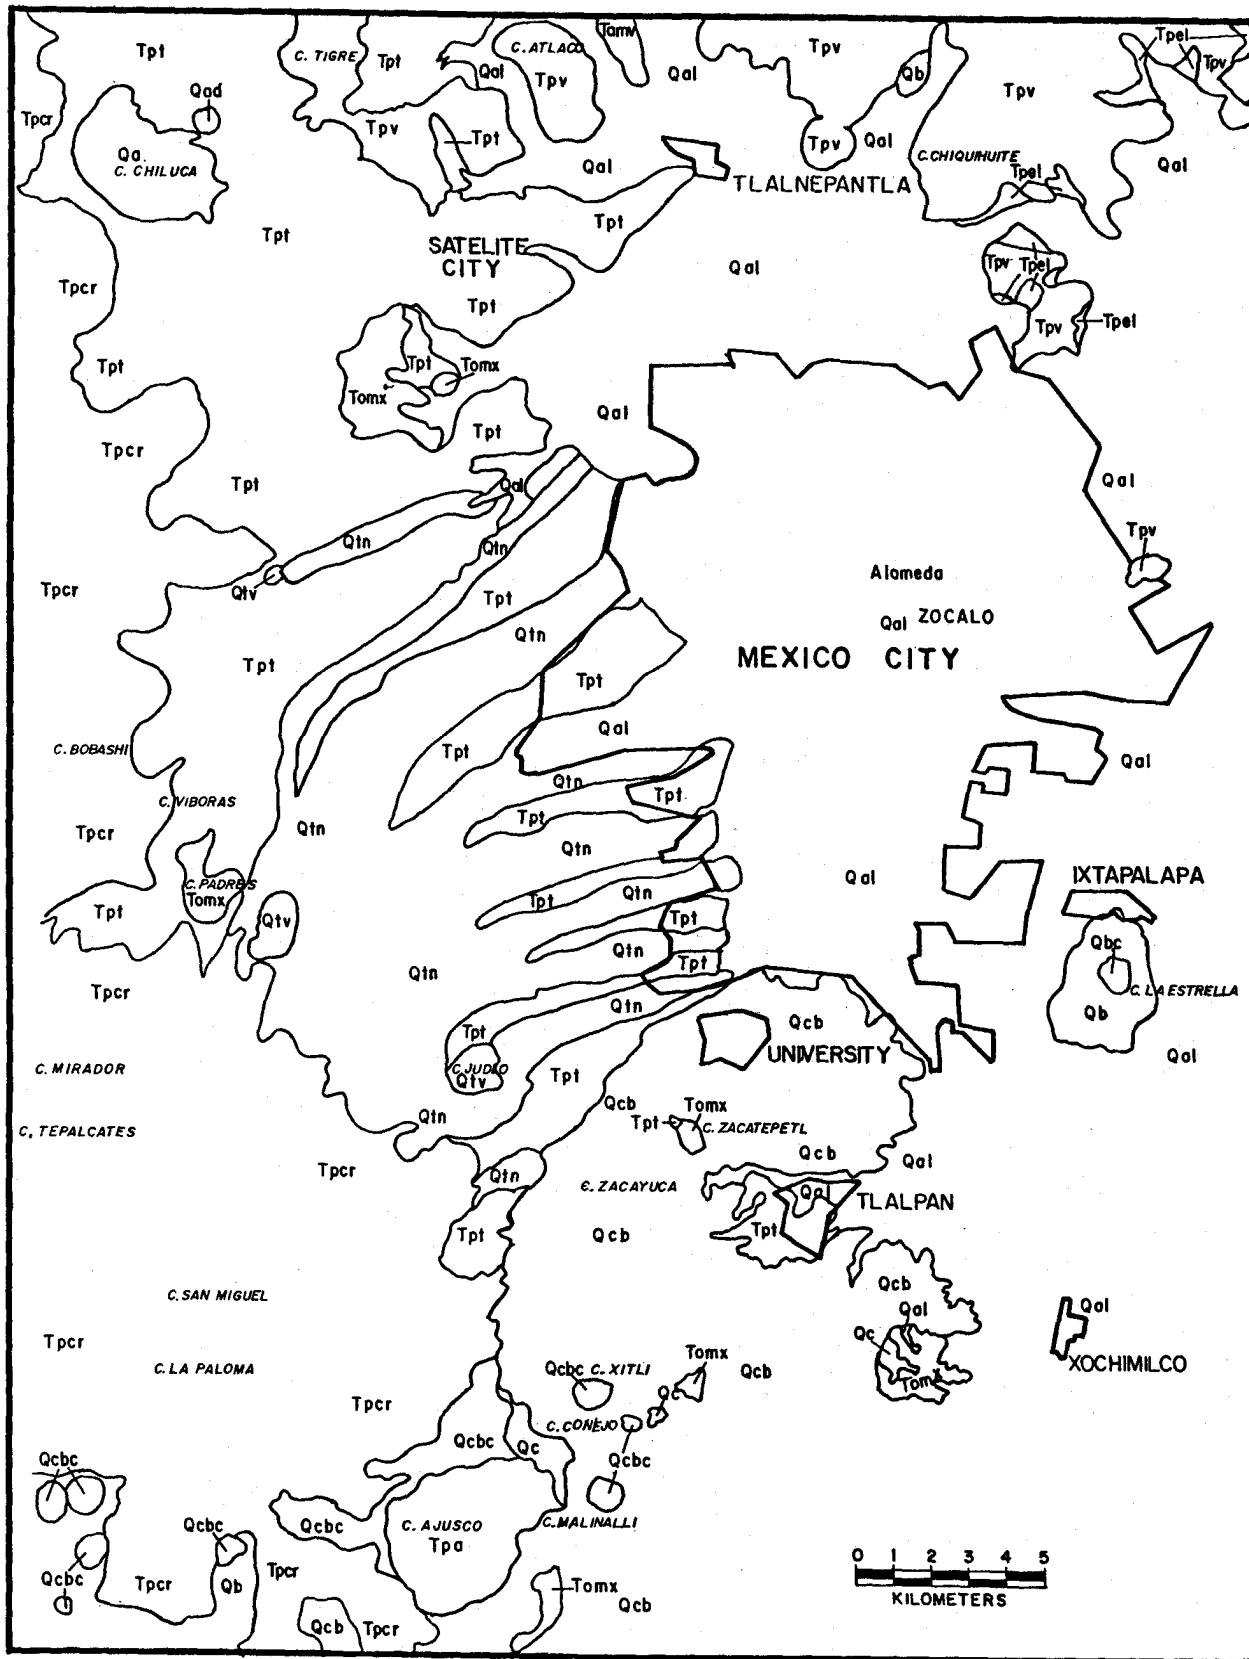 Tpt
C. TIGRE
Tpt
C. ATLACO
Tpv
Qal
Tamv
Qal
Tpv
Qb
Tpv
Tpel
Tpv
Qad
Tpcr
Qa
C. CHILUCA
Tpv
Tpt
Qal
Tpv
Qal
C. CHIQUIHUITE
Tpel
Qal
TLALNEPANTLA
Tpt
Tpt
SATELITE
CITY
Qal
Tpv
Tpel
Tpcr
Tpt
Tpv
Tpel
Tpt
Tpt
Tomx
Tomx
Qal
Tpcr
Tpt
Tpt
Qal
Qal
Qtn
Qtn
Tpv
Tpcr
Qtv
Tpt
Alameda
Qal ZOCALO
Qtn
MEXICO CITY
Tpt
Tpt
Qal
C. BOBASHI
Tpt
Qal
Qtn
C. VIBORAS
Tpt
Tpt
Qtn
Tpcr
Qtn
C. PADRES
Tomx
Qal
IXTAPALAPA
Tpt
Qtv
Tpt
Qtn
Tpt
Qtn
Tpt
Qbc
C. LA ESTRELLA
Qb
Tpcr
Qtn
Qtn
Qcb
UNIVERSITY
Qal
Tpt
C. JUDIO
Qtv
Tpt
C. MIRADOR
Qtn
Qcb
Tomx
Tpt
C. ZACATEPETL
C. TEPALCATES
Tpcr
Qtn
Qcb
Qal
C. ZACAYUCA
Qal
TLALPAN
Tpt
Tpt
Qcb
C. SAN MIGUEL
Qcb
Qal
Qal
Tpcr
Qc
XOCHIMILCO
C. LA PALOMA
Qcbc
C. XITLI
Tomx
Qcb
Tomx
Tpcr
Qc
C. CONEJO
Qcbc
Qc
Qcbc
Qcbc
Qcbc
Qcbc
C. AJUSCO
Tpa
C. MALINALLI
Qcbc
Tpcr
Qb
Tpcr
Tomx
Qcb
Qcb
Tpcr
0 1 2 3 4 5
KILOMETERS